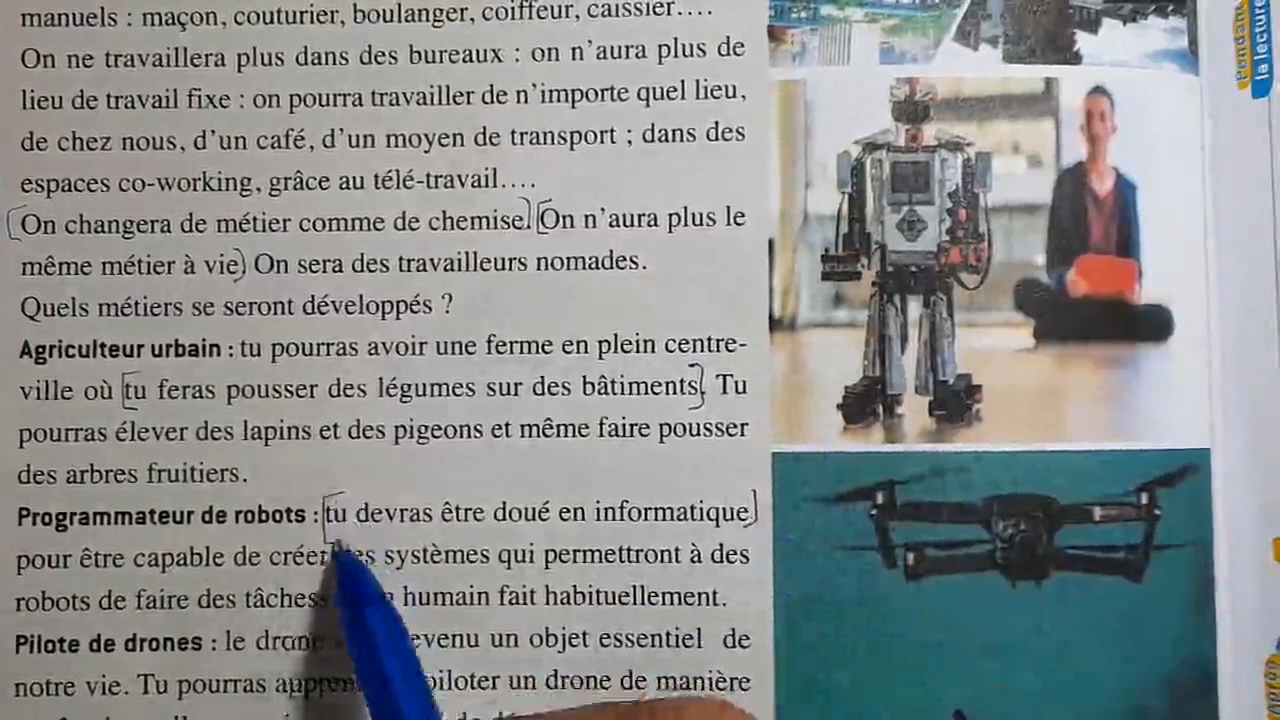 manuels : maçon, couturier, boulanger, coiffeur, caissier....
On ne travaillera plus dans des bureaux : on n'aura plus de
lieu de travail fixe : on pourra travailler de n'importe quel lieu,
de chez nous, d'un café, d'un moyen de transport ; dans des
espaces co-working, grâce au télé-travail....
On changera de métier comme de chemise. On n'aura plus le
même métier à vie. On sera des travailleurs nomades.
Quels métiers se seront développés ?
Agriculteur urbain : tu pourras avoir une ferme en plein centre-
ville où tu feras pousser des légumes sur des bâtiments. Tu
pourras élever des lapins et des pigeons et même faire pousser
des arbres fruitiers.
Programmateur de robots : tu devras être doué en informatique
pour être capable de créer systèmes qui permettront à des
robots de faire des tâches humain fait habituellement.
Pilote de drones : le drone un objet essentiel de
notre vie. Tu pourras piloter un drone de manière
Pendant
la lecture